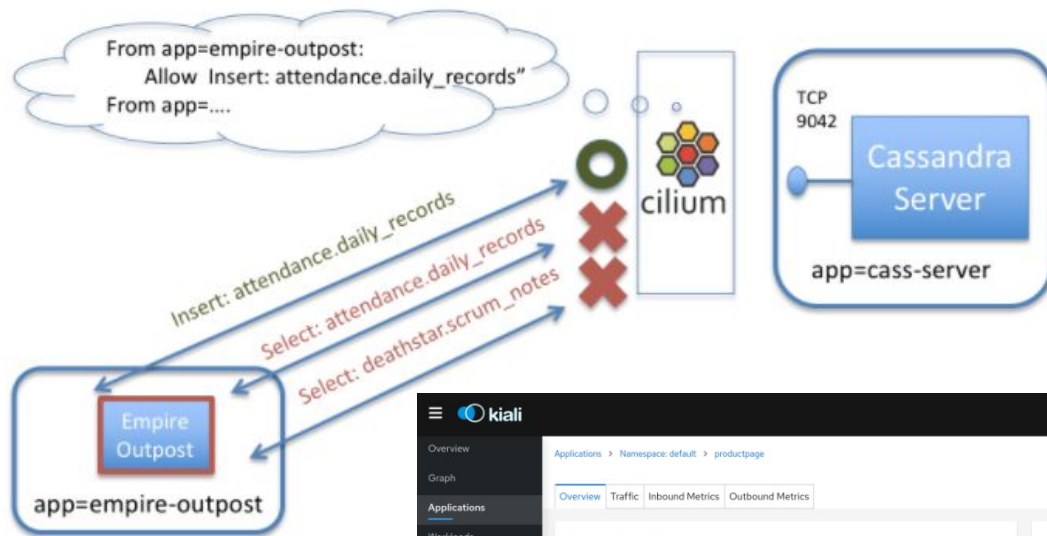 From app=empire-outpost:
Allow Insert: attendance.daily_records”
From app=....
cilium
TCP
9042
Cassandra
Server
app=cass-server
Insert: attendance.daily_records
Select: attendance.daily_records
Select: deathstar.scrum_notes
Empire
Outpost
app=empire-outpost
kiali
Overview
Graph
Applications
Applications > Namespace: default > productpage
Overview Traffic Inbound Metrics Outbound Metrics